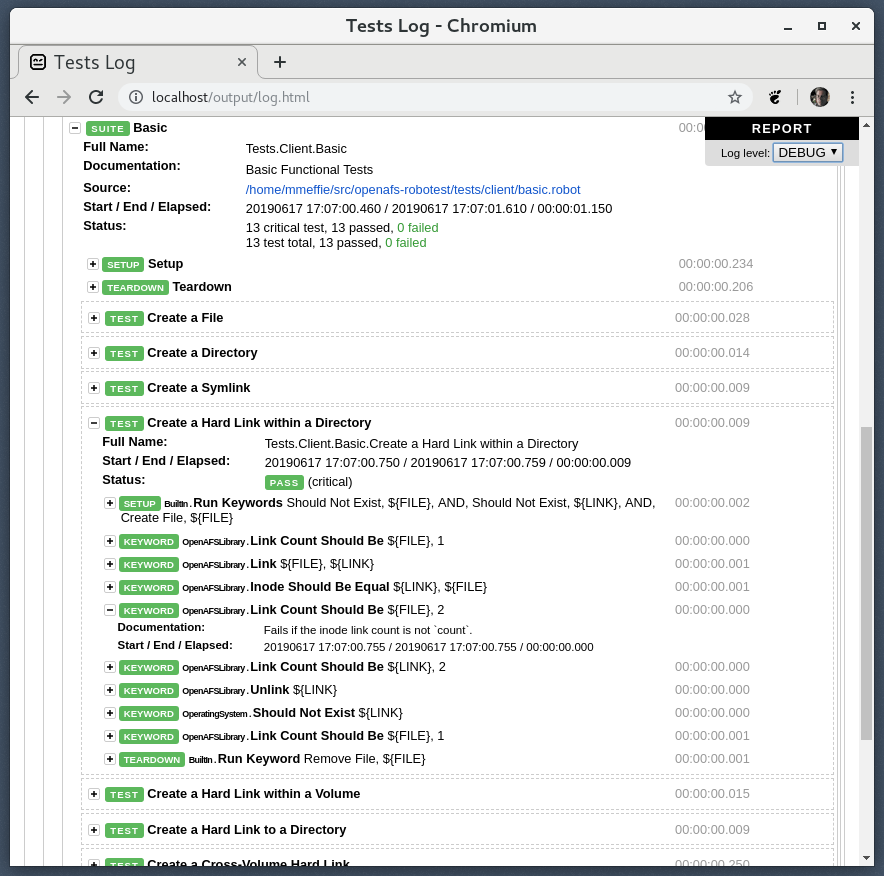 Tests Log - Chromium
Tests Log
localhost/output/log.html
SUITE Basic 00:0
REPORT
Log level: DEBUG
Full Name: Tests.Client.Basic
Documentation: Basic Functional Tests
Source: /home/mmeffie/src/openafs-robotest/tests/client/basic.robot
Start / End / Elapsed: 20190617 17:07:00.460 / 20190617 17:07:01.610 / 00:00:01.150
Status: 13 critical test, 13 passed, 0 failed
13 test total, 13 passed, 0 failed
SETUP Setup 00:00:00.234
TEARDOWN Teardown 00:00:00.206
TEST Create a File 00:00:00.028
TEST Create a Directory 00:00:00.014
TEST Create a Symlink 00:00:00.009
TEST Create a Hard Link within a Directory 00:00:00.009
Full Name: Tests.Client.Basic.Create a Hard Link within a Directory
Start / End / Elapsed: 20190617 17:07:00.750 / 20190617 17:07:00.759 / 00:00:00.009
Status: PASS (critical)
SETUP BuiltIn.Run Keywords Should Not Exist, ${FILE}, AND, Should Not Exist, ${LINK}, AND, 00:00:00.002
Create File, ${FILE}
KEYWORD OpenAFSLibrary.Link Count Should Be ${FILE}, 1 00:00:00.000
KEYWORD OpenAFSLibrary.Link ${FILE}, ${LINK} 00:00:00.001
KEYWORD OpenAFSLibrary.Inode Should Be Equal ${LINK}, ${FILE} 00:00:00.001
KEYWORD OpenAFSLibrary.Link Count Should Be ${FILE}, 2 00:00:00.000
Documentation: Fails if the inode link count is not `count`.
Start / End / Elapsed: 20190617 17:07:00.755 / 20190617 17:07:00.755 / 00:00:00.000
KEYWORD OpenAFSLibrary.Link Count Should Be ${LINK}, 2 00:00:00.000
KEYWORD OpenAFSLibrary.Unlink ${LINK} 00:00:00.000
KEYWORD OperatingSystem.Should Not Exist ${LINK} 00:00:00.000
KEYWORD OpenAFSLibrary.Link Count Should Be ${FILE}, 1 00:00:00.001
TEARDOWN BuiltIn.Run Keyword Remove File, ${FILE} 00:00:00.001
TEST Create a Hard Link within a Volume 00:00:00.015
TEST Create a Hard Link to a Directory 00:00:00.009
TEST Create a Cross-Volume Hard Link 00:00:00.250